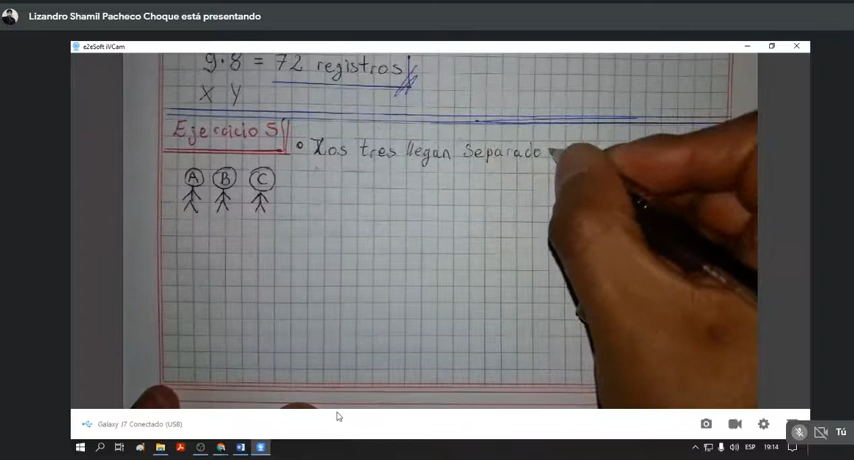 Lizandro Shamil Pacheco Choque está presentando
e2eSoft iVCam
9·8 = 72 registros
X Y
Ejercicio 5
Los tres llegan Separado
A B C
Galaxy J7 Conectado (USB)
Tú
ESP
19:14